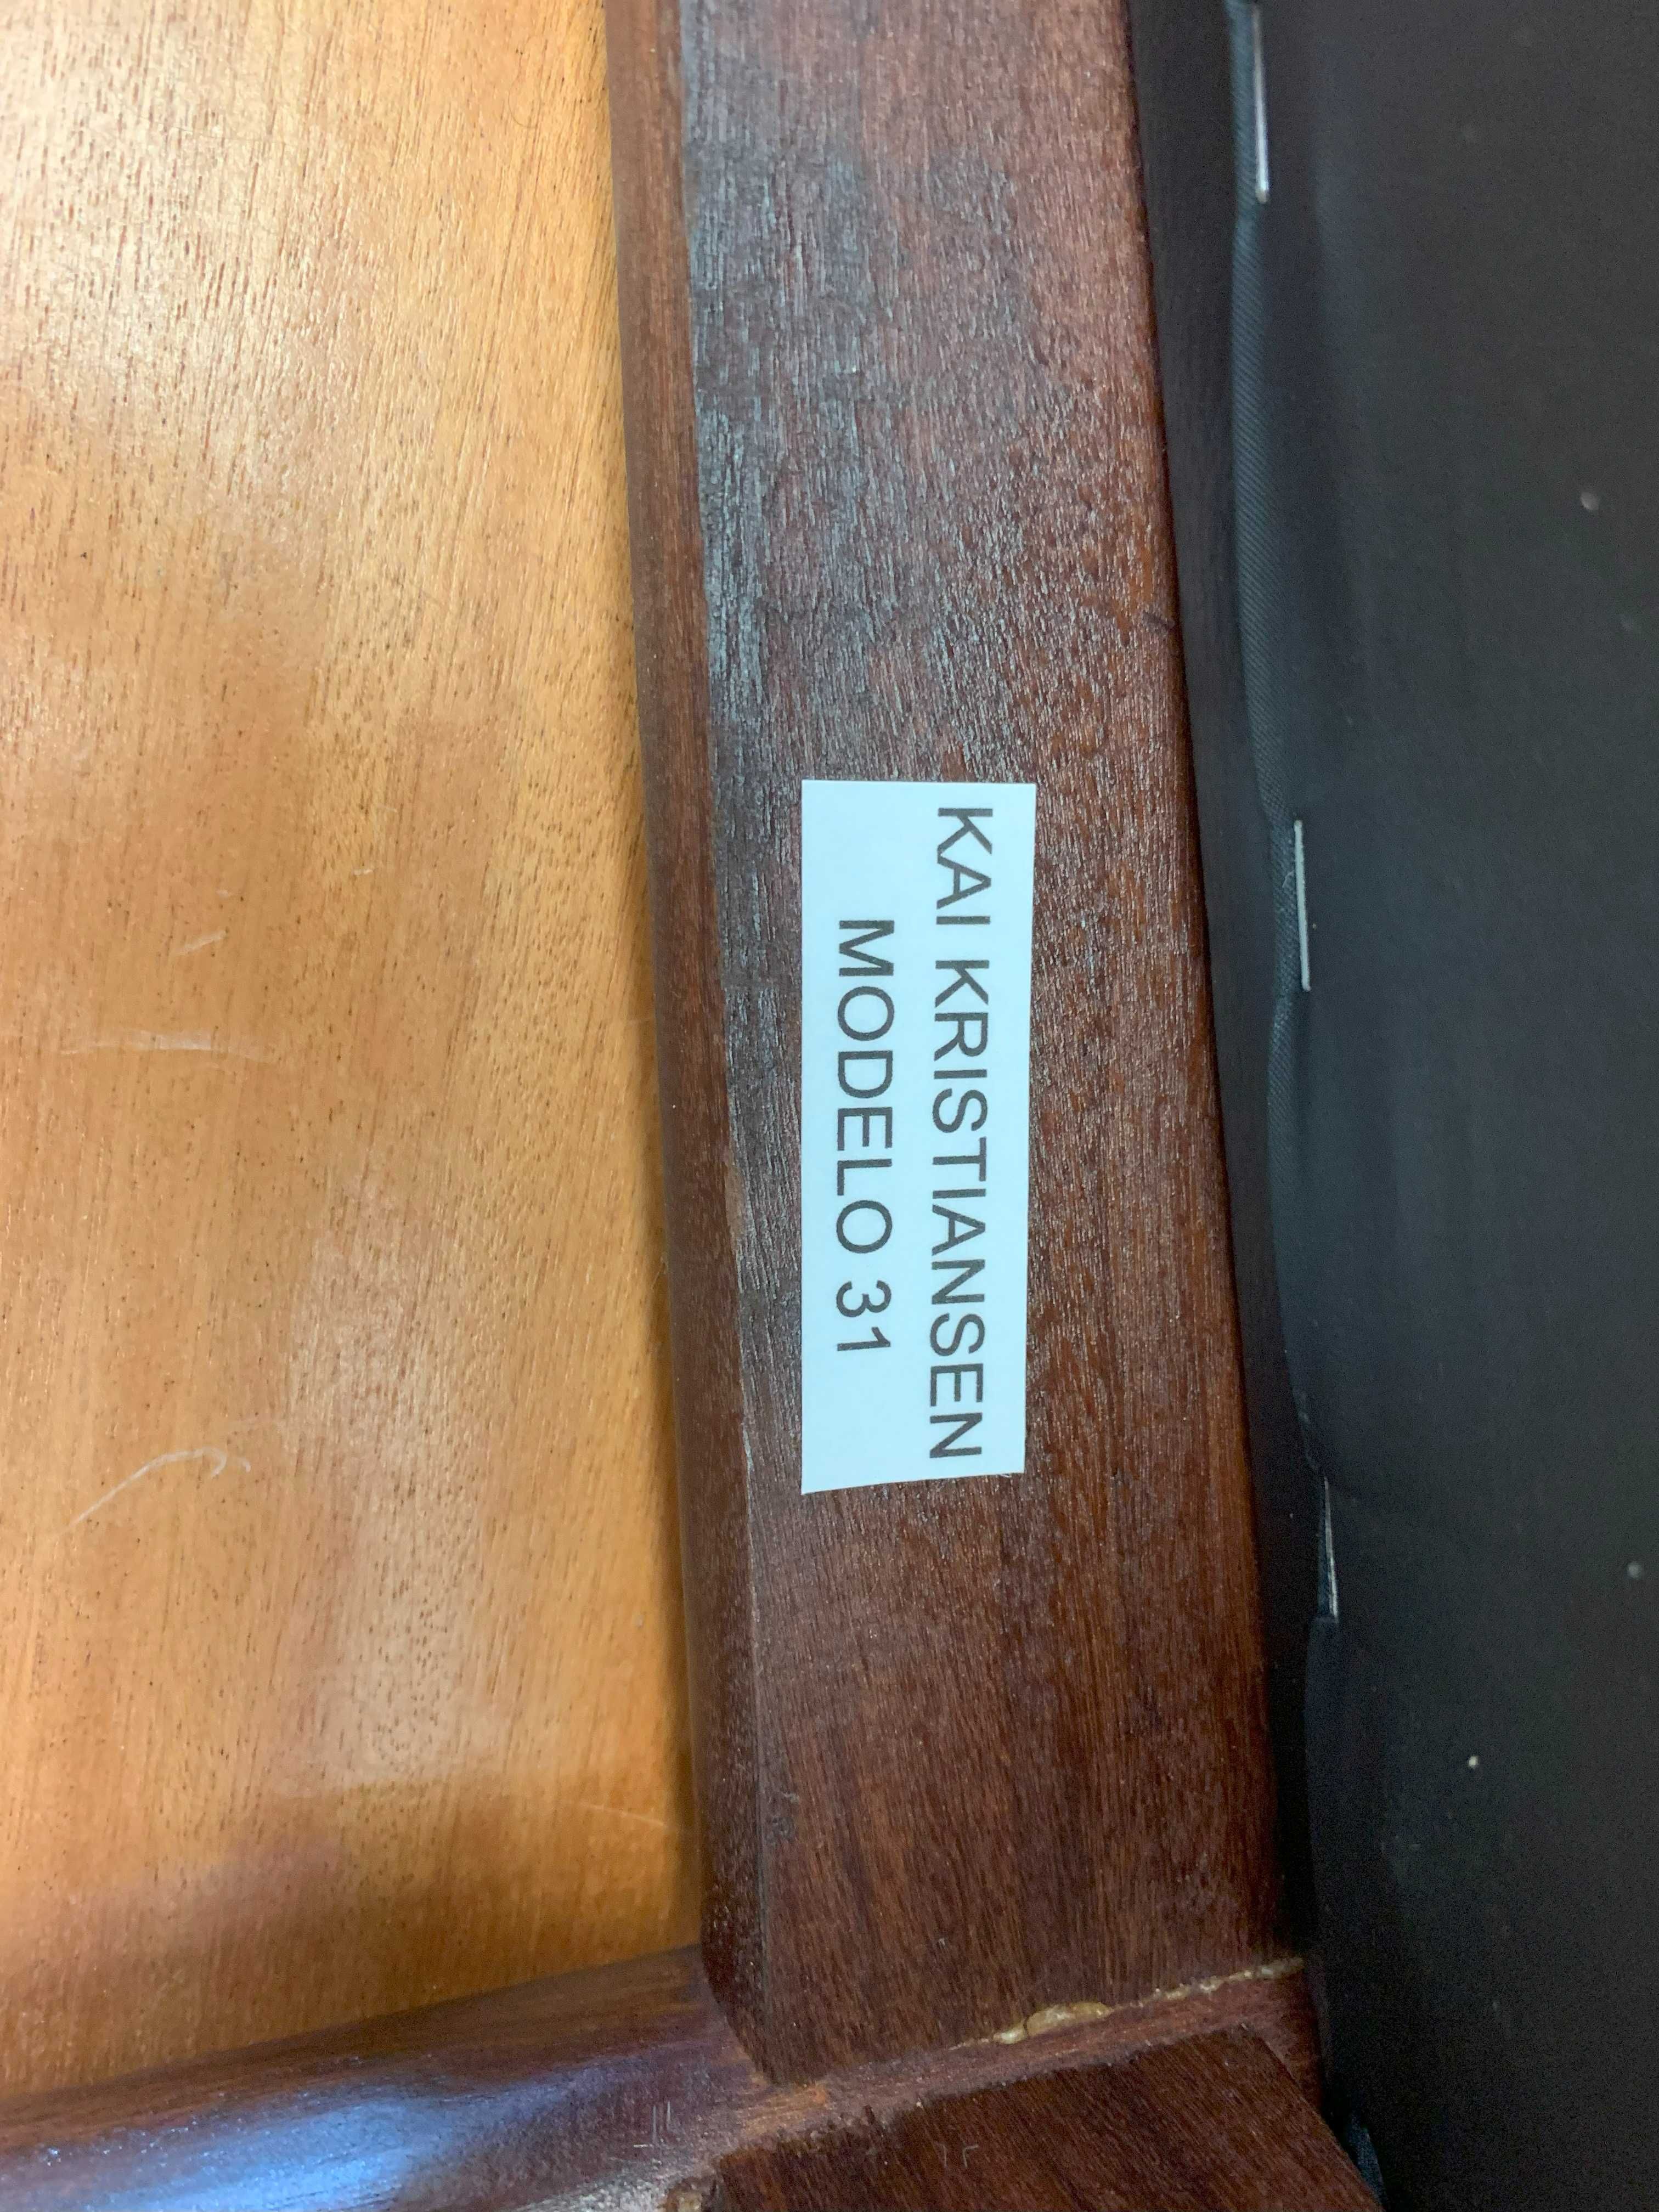 KAI KRISTIANSEN
MODELO 31